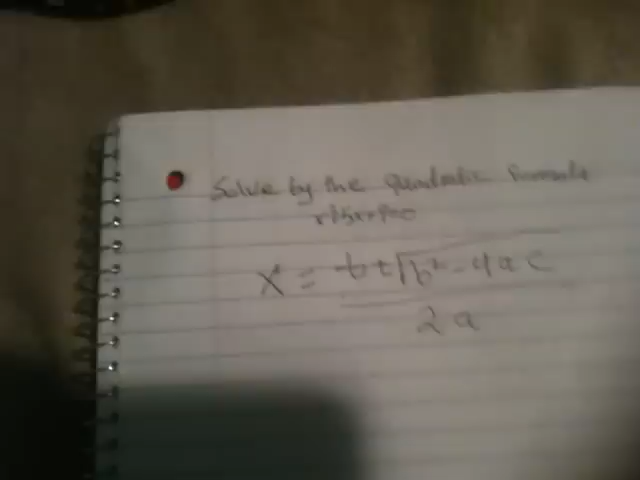 Solve by the quadratic formula
X = -b ± √b² - 4ac
2a